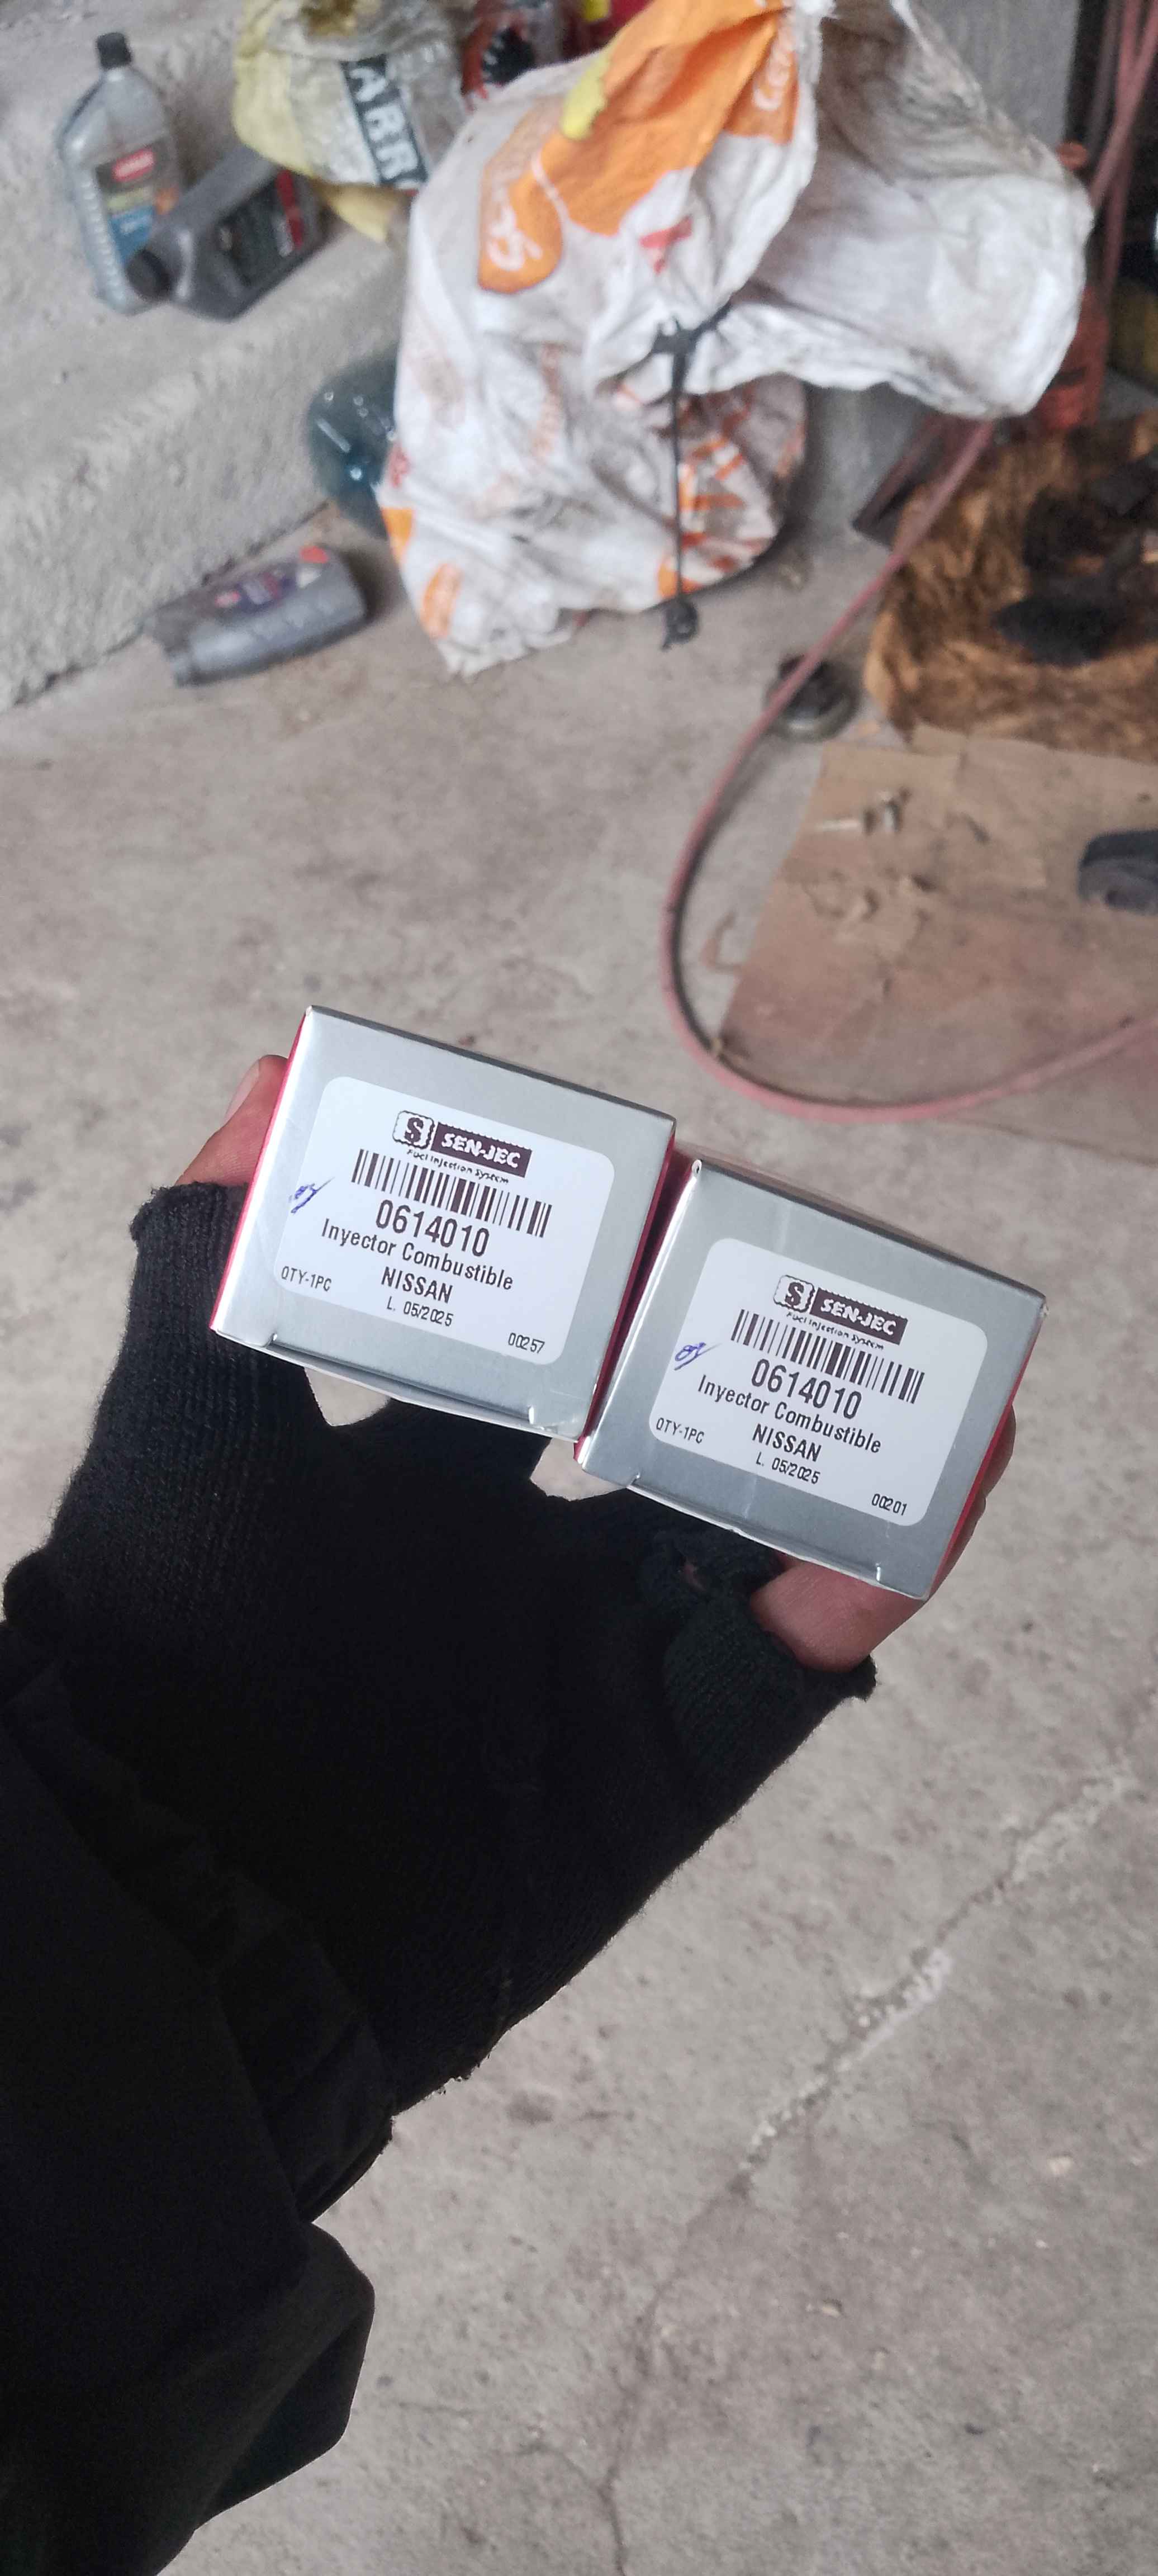 SEN-JEC
Fuel Injection System
0614010
Inyector Combustible
NISSAN
QTY-1PC
L. 05/2025
00257
SEN-JEC
Fuel Injection System
0614010
Inyector Combustible
NISSAN
QTY-1PC
L. 05/2025
00201